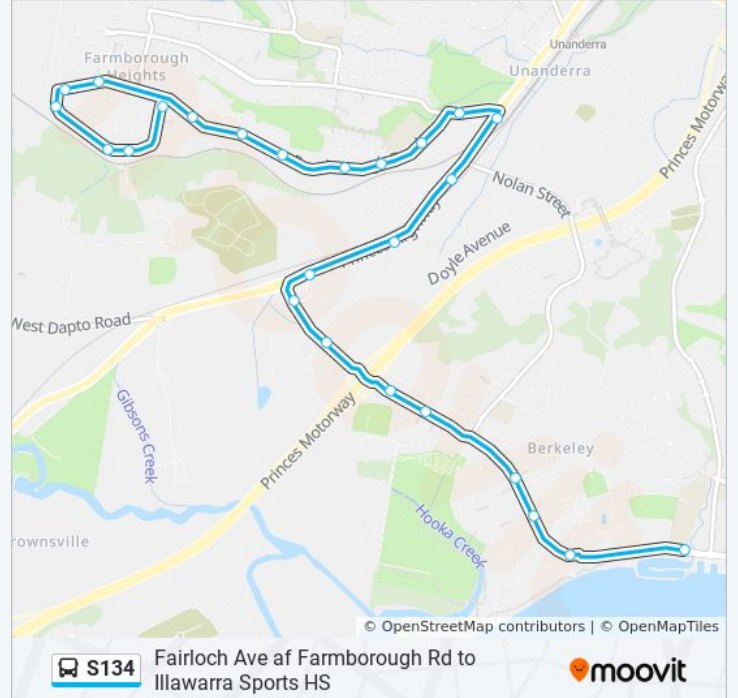 Farmborough
Heights
Unanderra
Unanderra
Princes Motorway
Nolan Street
Doyle Avenue
West Dapto Road
Gibsons Creek
Princes Motorway
Berkeley
Hooka Creek
rownsville
© OpenStreetMap contributors | © OpenMapTiles
S134
Fairloch Ave af Farmborough Rd to
Illawarra Sports HS
moovit